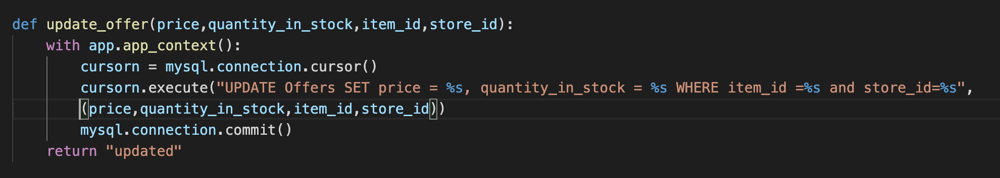 def update_offer(price,quantity_in_stock,item_id,store_id):
    with app.app_context():
        cursorn = mysql.connection.cursor()
        cursorn.execute("UPDATE Offers SET price = %s, quantity_in_stock = %s WHERE item_id =%s and store_id=%s",
        (price,quantity_in_stock,item_id,store_id))
        mysql.connection.commit()
    return "updated"